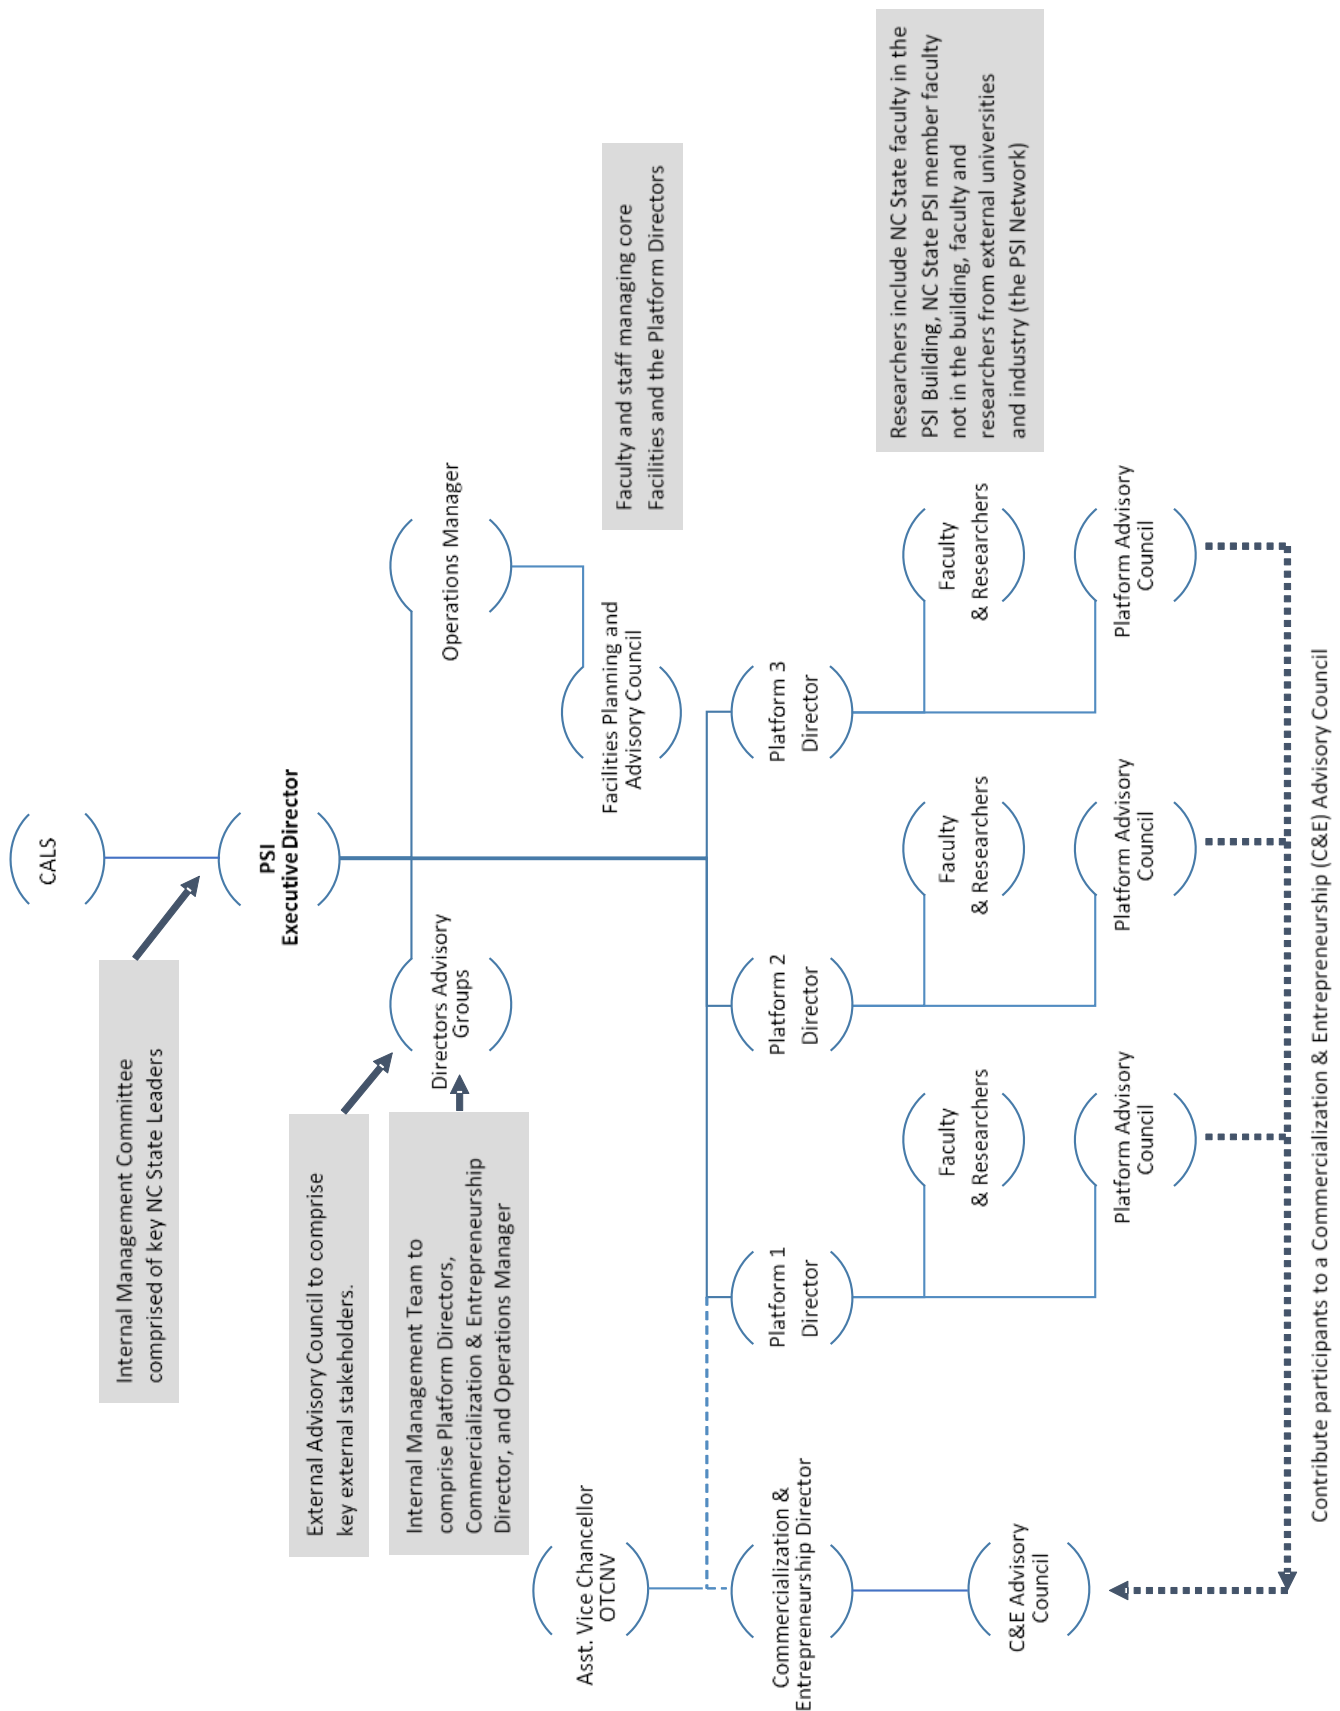 CALS
Internal Management Committee
comprised of key NC State Leaders
PSI
Executive Director
External Advisory Council to comprise
key external stakeholders.
Internal Management Team to
comprise Platform Directors,
Commercialization & Entrepreneurship
Director, and Operations Manager
Directors Advisory
Groups
Operations Manager
Asst. Vice Chancellor
OTCNV
Facilities Planning and
Advisory Council
Faculty and staff managing core
Facilities and the Platform Directors
Commercialization &
Entrepreneurship Director
Platform 1
Director
Platform 2
Director
Platform 3
Director
Faculty
& Researchers
Faculty
& Researchers
Faculty
& Researchers
Researchers include NC State faculty in the
PSI Building, NC State PSI member faculty
not in the building, faculty and
researchers from external universities
and industry (the PSI Network)
C&E Advisory
Council
Platform Advisory
Council
Platform Advisory
Council
Platform Advisory
Council
Contribute participants to a Commercialization & Entrepreneurship (C&E) Advisory Council